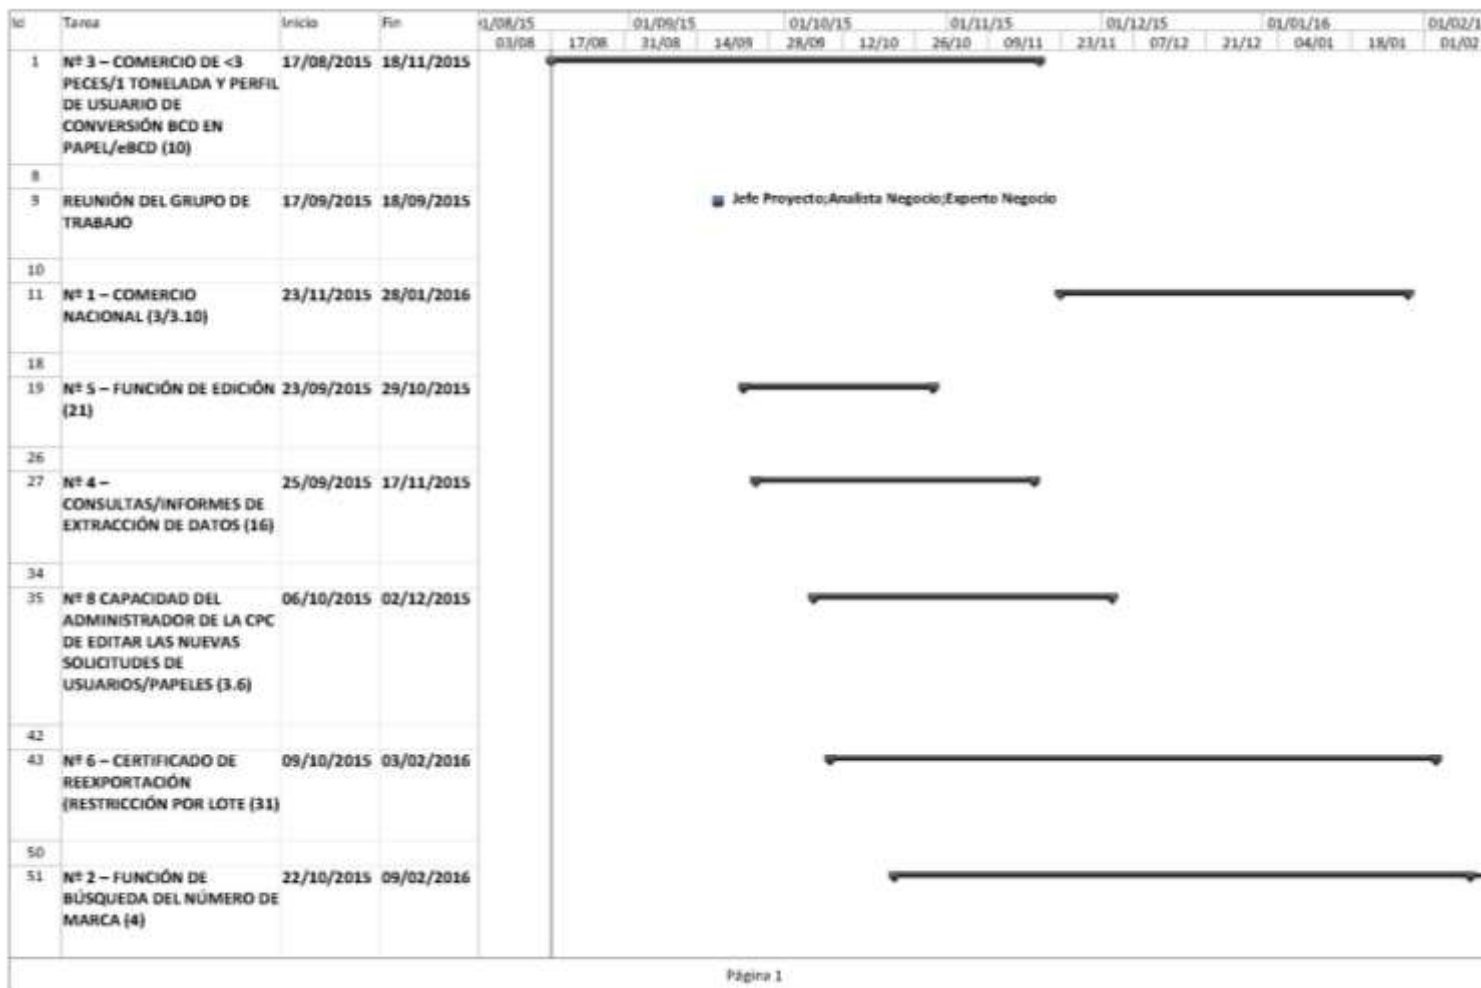 Id Tarea Inicio Fin 01/08/15 01/09/15 01/10/15 01/11/15 01/12/15 01/01/16 01/02/1
03/08 17/08 31/08 14/09 28/09 12/10 26/10 09/11 23/11 07/12 21/12 04/01 18/01 01/02
1 Nº 3 – COMERCIO DE <3 17/08/2015 18/11/2015
PECES/1 TONELADA Y PERFIL
DE USUARIO DE
CONVERSIÓN BCD EN
PAPEL/eBCD (10)
8
9 REUNIÓN DEL GRUPO DE 17/09/2015 18/09/2015 Jefe Proyecto;Analista Negocio;Experto Negocio
TRABAJO
10
11 Nº 1 – COMERCIO 23/11/2015 28/01/2016
NACIONAL (3/3.10)
18
19 Nº 5 – FUNCIÓN DE EDICIÓN 23/09/2015 29/10/2015
(21)
26
27 Nº 4 – 25/09/2015 17/11/2015
CONSULTAS/INFORMES DE
EXTRACCIÓN DE DATOS (16)
34
35 Nº 8 CAPACIDAD DEL 06/10/2015 02/12/2015
ADMINISTRADOR DE LA CPC
DE EDITAR LAS NUEVAS
SOLICITUDES DE
USUARIOS/PAPELES (3.6)
42
43 Nº 6 – CERTIFICADO DE 09/10/2015 03/02/2016
REEXPORTACIÓN
(RESTRICCIÓN POR LOTE (31)
50
51 Nº 2 – FUNCIÓN DE 22/10/2015 09/02/2016
BÚSQUEDA DEL NÚMERO DE
MARCA (4)
Página 1